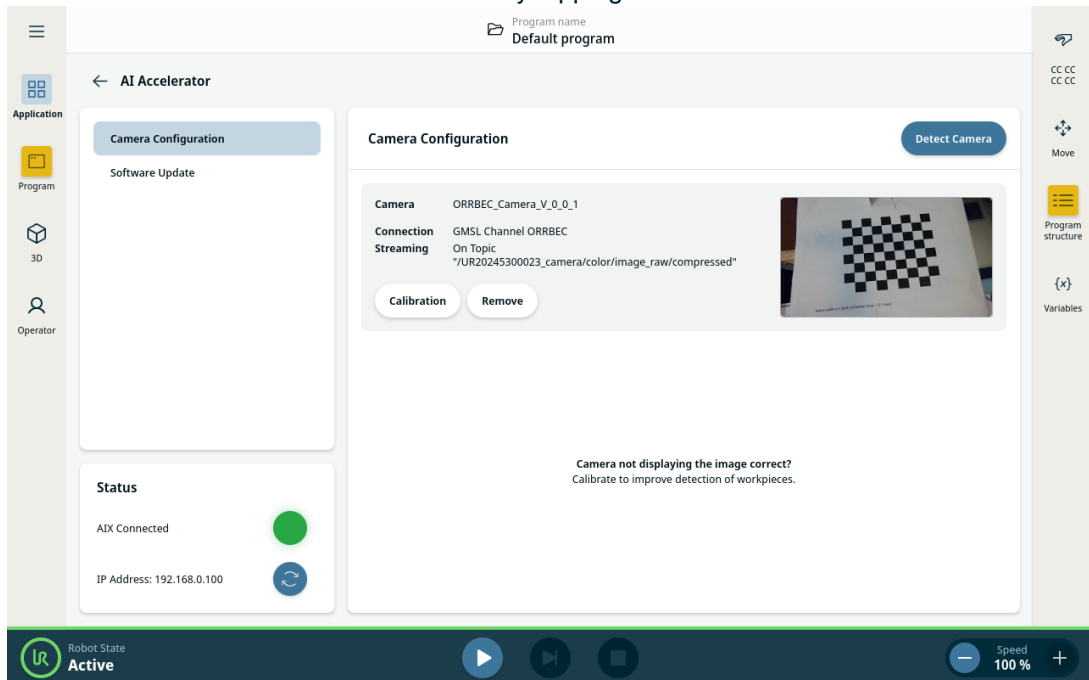 Program name
Default program
AI Accelerator
Application
Program
3D
Operator
Camera Configuration
Software Update
Status
AIX Connected
IP Address: 192.168.0.100
Camera Configuration
Detect Camera
Camera
ORRBEC_Camera_V_0_0_1
Connection
GMSL Channel ORRBEC
Streaming
On Topic
"/UR20245300023_camera/color/image_raw/compressed"
Calibration
Remove
Camera not displaying the image correct?
Calibrate to improve detection of workpieces.
CC CC
CC CC
Move
Program
structure
{x}
Variables
UR
Robot State
Active
Speed
100 %